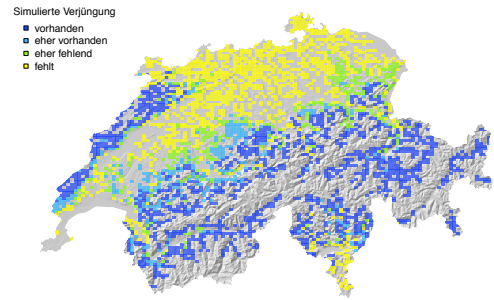 Simulierte Verjüngung
vorhanden
eher vorhanden
eher fehlend
fehlt